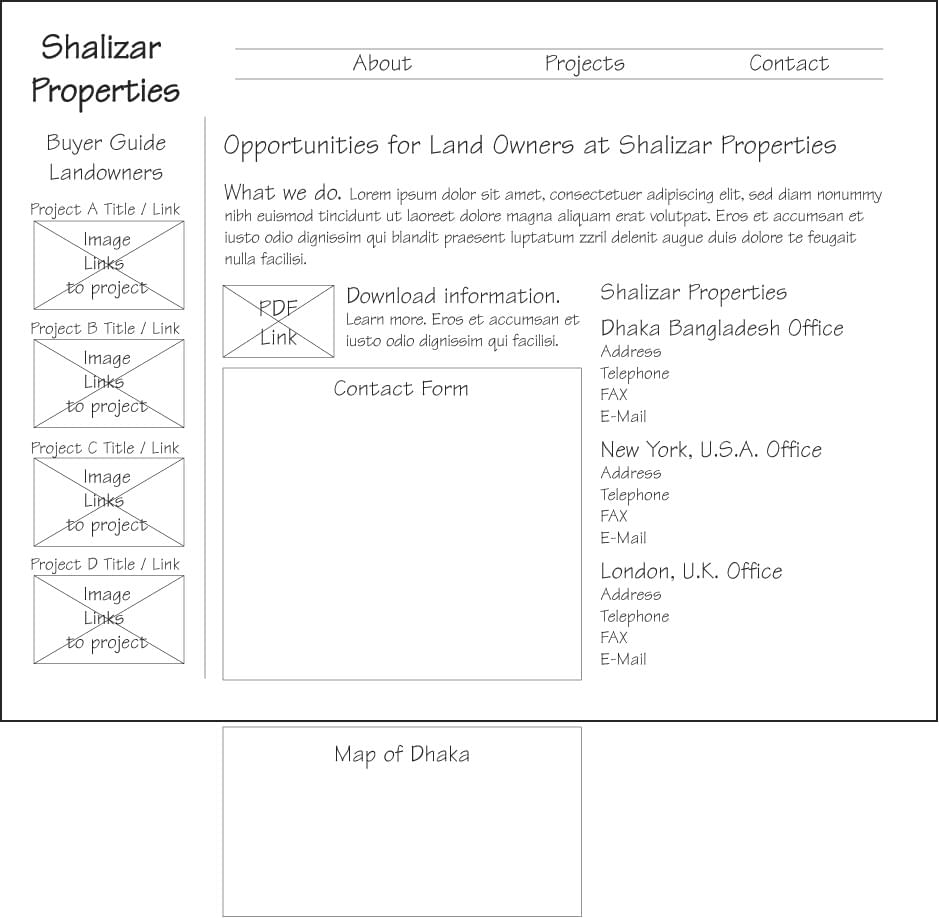 Shalizar
Properties
About Projects Contact
Buyer Guide
Landowners
Project A Title / Link
Image
Links
to project
Project B Title / Link
Image
Links
to project
Project C Title / Link
Image
Links
to project
Project D Title / Link
Image
Links
to project
Opportunities for Land Owners at Shalizar Properties
What we do. Lorem ipsum dolor sit amet, consectetuer adipiscing elit, sed diam nonummy
nibh euismod tincidunt ut laoreet dolore magna aliquam erat volutpat. Eros et accumsan et
iusto odio dignissim qui blandit praesent luptatum zzril delenit augue duis dolore te feugait
nulla facilisi.
PDF
Link
Download information.
Learn more. Eros et accumsan et
iusto odio dignissim qui facilisi.
Contact Form
Shalizar Properties
Dhaka Bangladesh Office
Address
Telephone
FAX
E-Mail
New York, U.S.A. Office
Address
Telephone
FAX
E-Mail
London, U.K. Office
Address
Telephone
FAX
E-Mail
Map of Dhaka